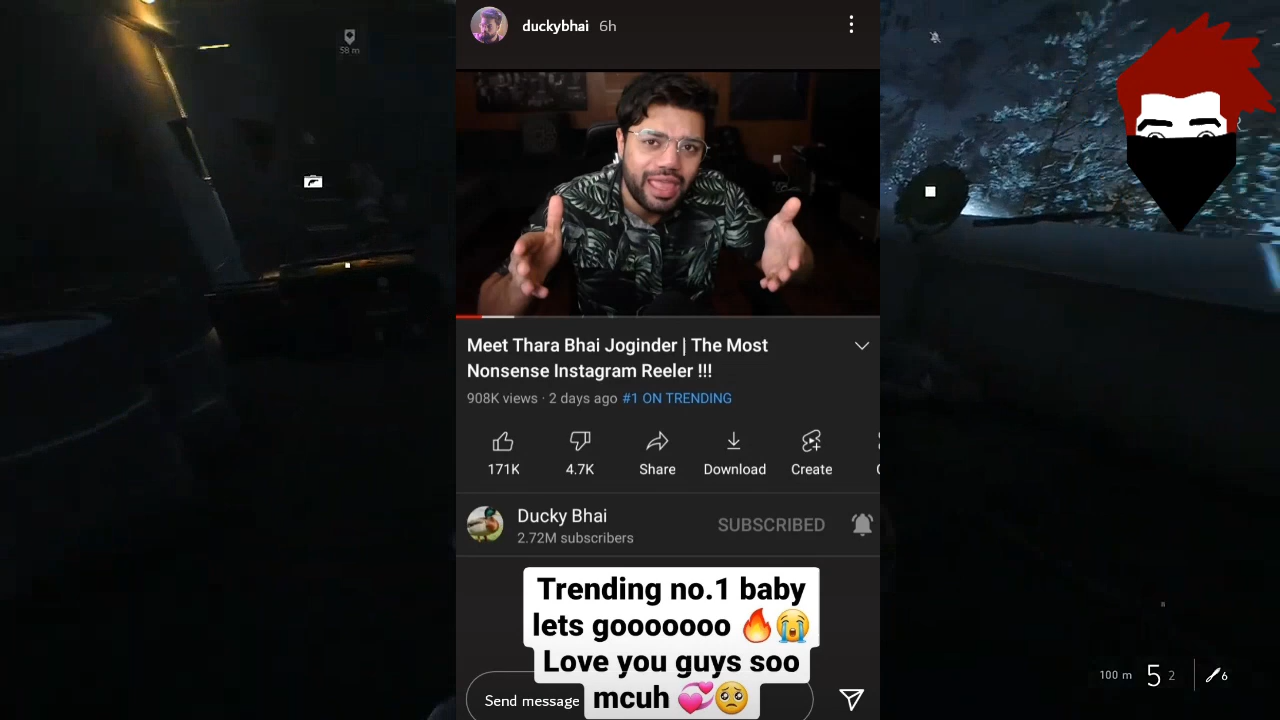 58 m
duckybhai 6h
Meet Thara Bhai Joginder | The Most
Nonsense Instagram Reeler !!!
908K views · 2 days ago #1 ON TRENDING
171K
4.7K
Share
Download
Create
Ducky Bhai
2.72M subscribers
SUBSCRIBED
Trending no.1 baby
lets gooooooo 🔥😭
Love you guys soo
mcuh 💞🥺
Send message
100 m 5 2 6